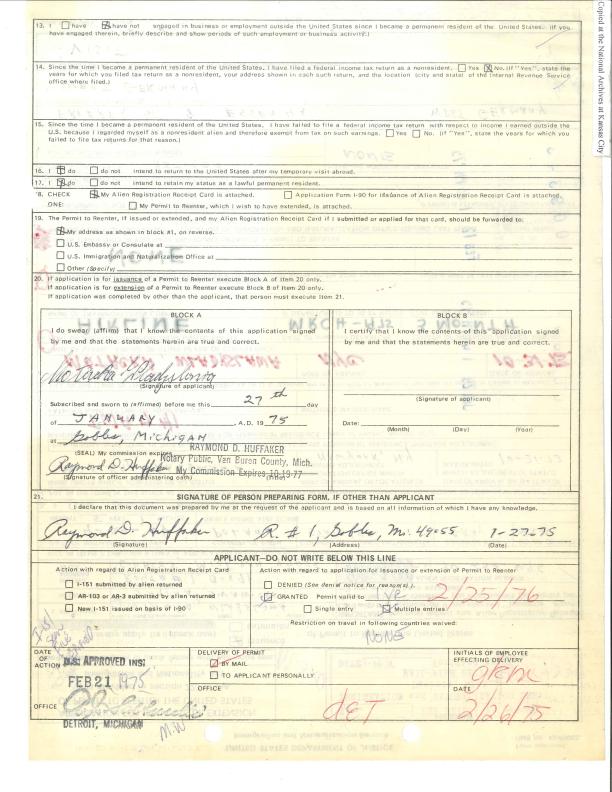 Copied at the National Archives at Kansas City
13. I have have not engaged in business or employment outside the United States since I became a permanent resident of the United States. (If you
have engaged therein, briefly describe and show periods of such employment or business activity.)
14. Since the time I became a permanent resident of the United States, I have filed a federal income tax return as a nonresident. Yes No. (If "Yes", state the
years for which you filed tax return as a nonresident, your address shown in each such return, and the location (city and state) of the Internal Revenue Service
office where filed.)
15. Since the time I became a permanent resident of the United States, I have failed to file a federal income tax return with respect to income I earned outside the
U.S. because I regarded myself as a nonresident alien and therefore exempt from tax on such earnings. Yes No. (If "Yes", state the years for which you
failed to file tax returns for that reason.)
16. I do do not intend to return to the United States after my temporary visit abroad.
17. I do do not intend to retain my status as a lawful permanent resident.
18. CHECK My Alien Registration Receipt Card is attached. Application Form I-90 for issuance of Alien Registration Receipt Card is attached.
ONE: My Permit to Reenter, which I wish to have extended, is attached.
19. The Permit to Reenter, if issued or extended, and my Alien Registration Receipt Card if I submitted or applied for that card, should be forwarded to:
My address as shown in block #1, on reverse.
U.S. Embassy or Consulate at
U.S. Immigration and Naturalization Office at
Other (Specify)
20. If application is for issuance of a Permit to Reenter execute Block A of Item 20 only.
If application is for extension of a Permit to Reenter execute Block B of Item 20 only.
If application was completed by other than the applicant, that person must execute Item 21.
BLOCK A
I do swear (affirm) that I know the contents of this application signed
by me and that the statements herein are true and correct.
(Signature of applicant)
Subscribed and sworn to (affirmed) before me this 27th day
of JANUARY, A.D. 1975
at Gobles, MICHIGAN
(SEAL) My commission expires
RAYMOND D. HUFFAKER
Notary Public, Van Buren County, Mich.
My Commission Expires 10-19-77
Raymond D. Huffaker
(Signature of officer administering oath) (Title)
BLOCK B
I certify that I know the contents of this application signed
by me and that the statements herein are true and correct.
(Signature of applicant)
Date:
(Month) (Day) (Year)
21. SIGNATURE OF PERSON PREPARING FORM, IF OTHER THAN APPLICANT
I declare that this document was prepared by me at the request of the applicant and is based on all information of which I have any knowledge.
Raymond D. Huffaker R. #1, Gobles, Mi. 49055 1-27-75
(Signature) (Address) (Date)
APPLICANT—DO NOT WRITE BELOW THIS LINE
Action with regard to Alien Registration Receipt Card
I-151 submitted by alien returned
AR-103 or AR-3 submitted by alien returned
New I-151 issued on basis of I-90
Action with regard to application for issuance or extension of Permit to Reenter
DENIED (See denial notice for reason(s).)
GRANTED Permit valid to 2/25/76
Single entry Multiple entries
Restriction on travel in following countries waived:
NONE
DATE
OF
ACTION
U.S. APPROVED INS:
FEB 21 1975
OFFICE
DETROIT, MICHIGAN
M.W
DELIVERY OF PERMIT
BY MAIL
TO APPLICANT PERSONALLY
OFFICE
DET
INITIALS OF EMPLOYEE
EFFECTING DELIVERY
DATE
2/26/75